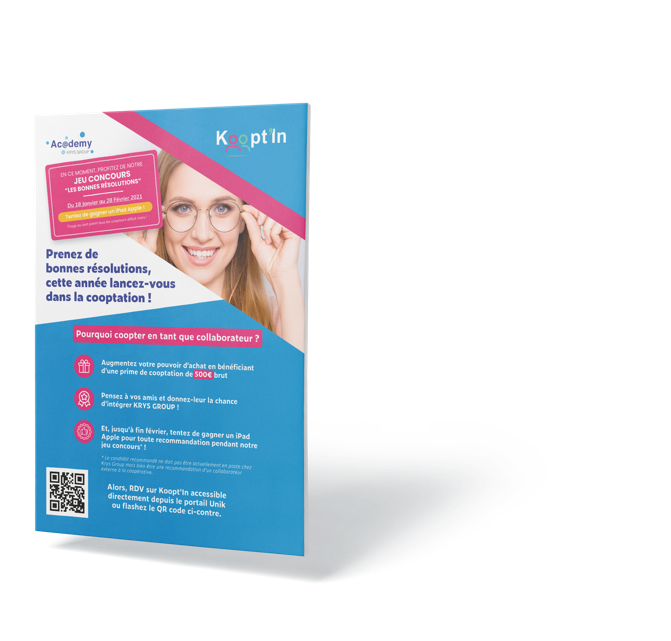 Ac@demy
@ KRYS GROUP
Koopt'In
EN CE MOMENT, PROFITEZ DE NOTRE
JEU CONCOURS
"LES BONNES RÉSOLUTIONS"
Du 18 janvier au 28 Février 2021
Tentez de gagner un iPad Apple !
Prenez de
bonnes résolutions,
cette année lancez-vous
dans la cooptation !
Pourquoi coopter en tant que collaborateur ?
Augmentez votre pouvoir d'achat en bénéficiant
d'une prime de cooptation de 500€ brut
Pensez à vos amis et donnez-leur la chance
d'intégrer KRYS GROUP !
Et, jusqu'à fin février, tentez de gagner un iPad
Apple pour toute recommandation pendant notre
jeu concours* !
* Le candidat recommandé ne doit pas être actuellement en poste chez
Krys Group mais peut être une recommandation d'un collaborateur
externe à la coopérative.
Alors, RDV sur Koopt'In accessible
directement depuis le portail Unik
ou flashez le QR code ci-contre.